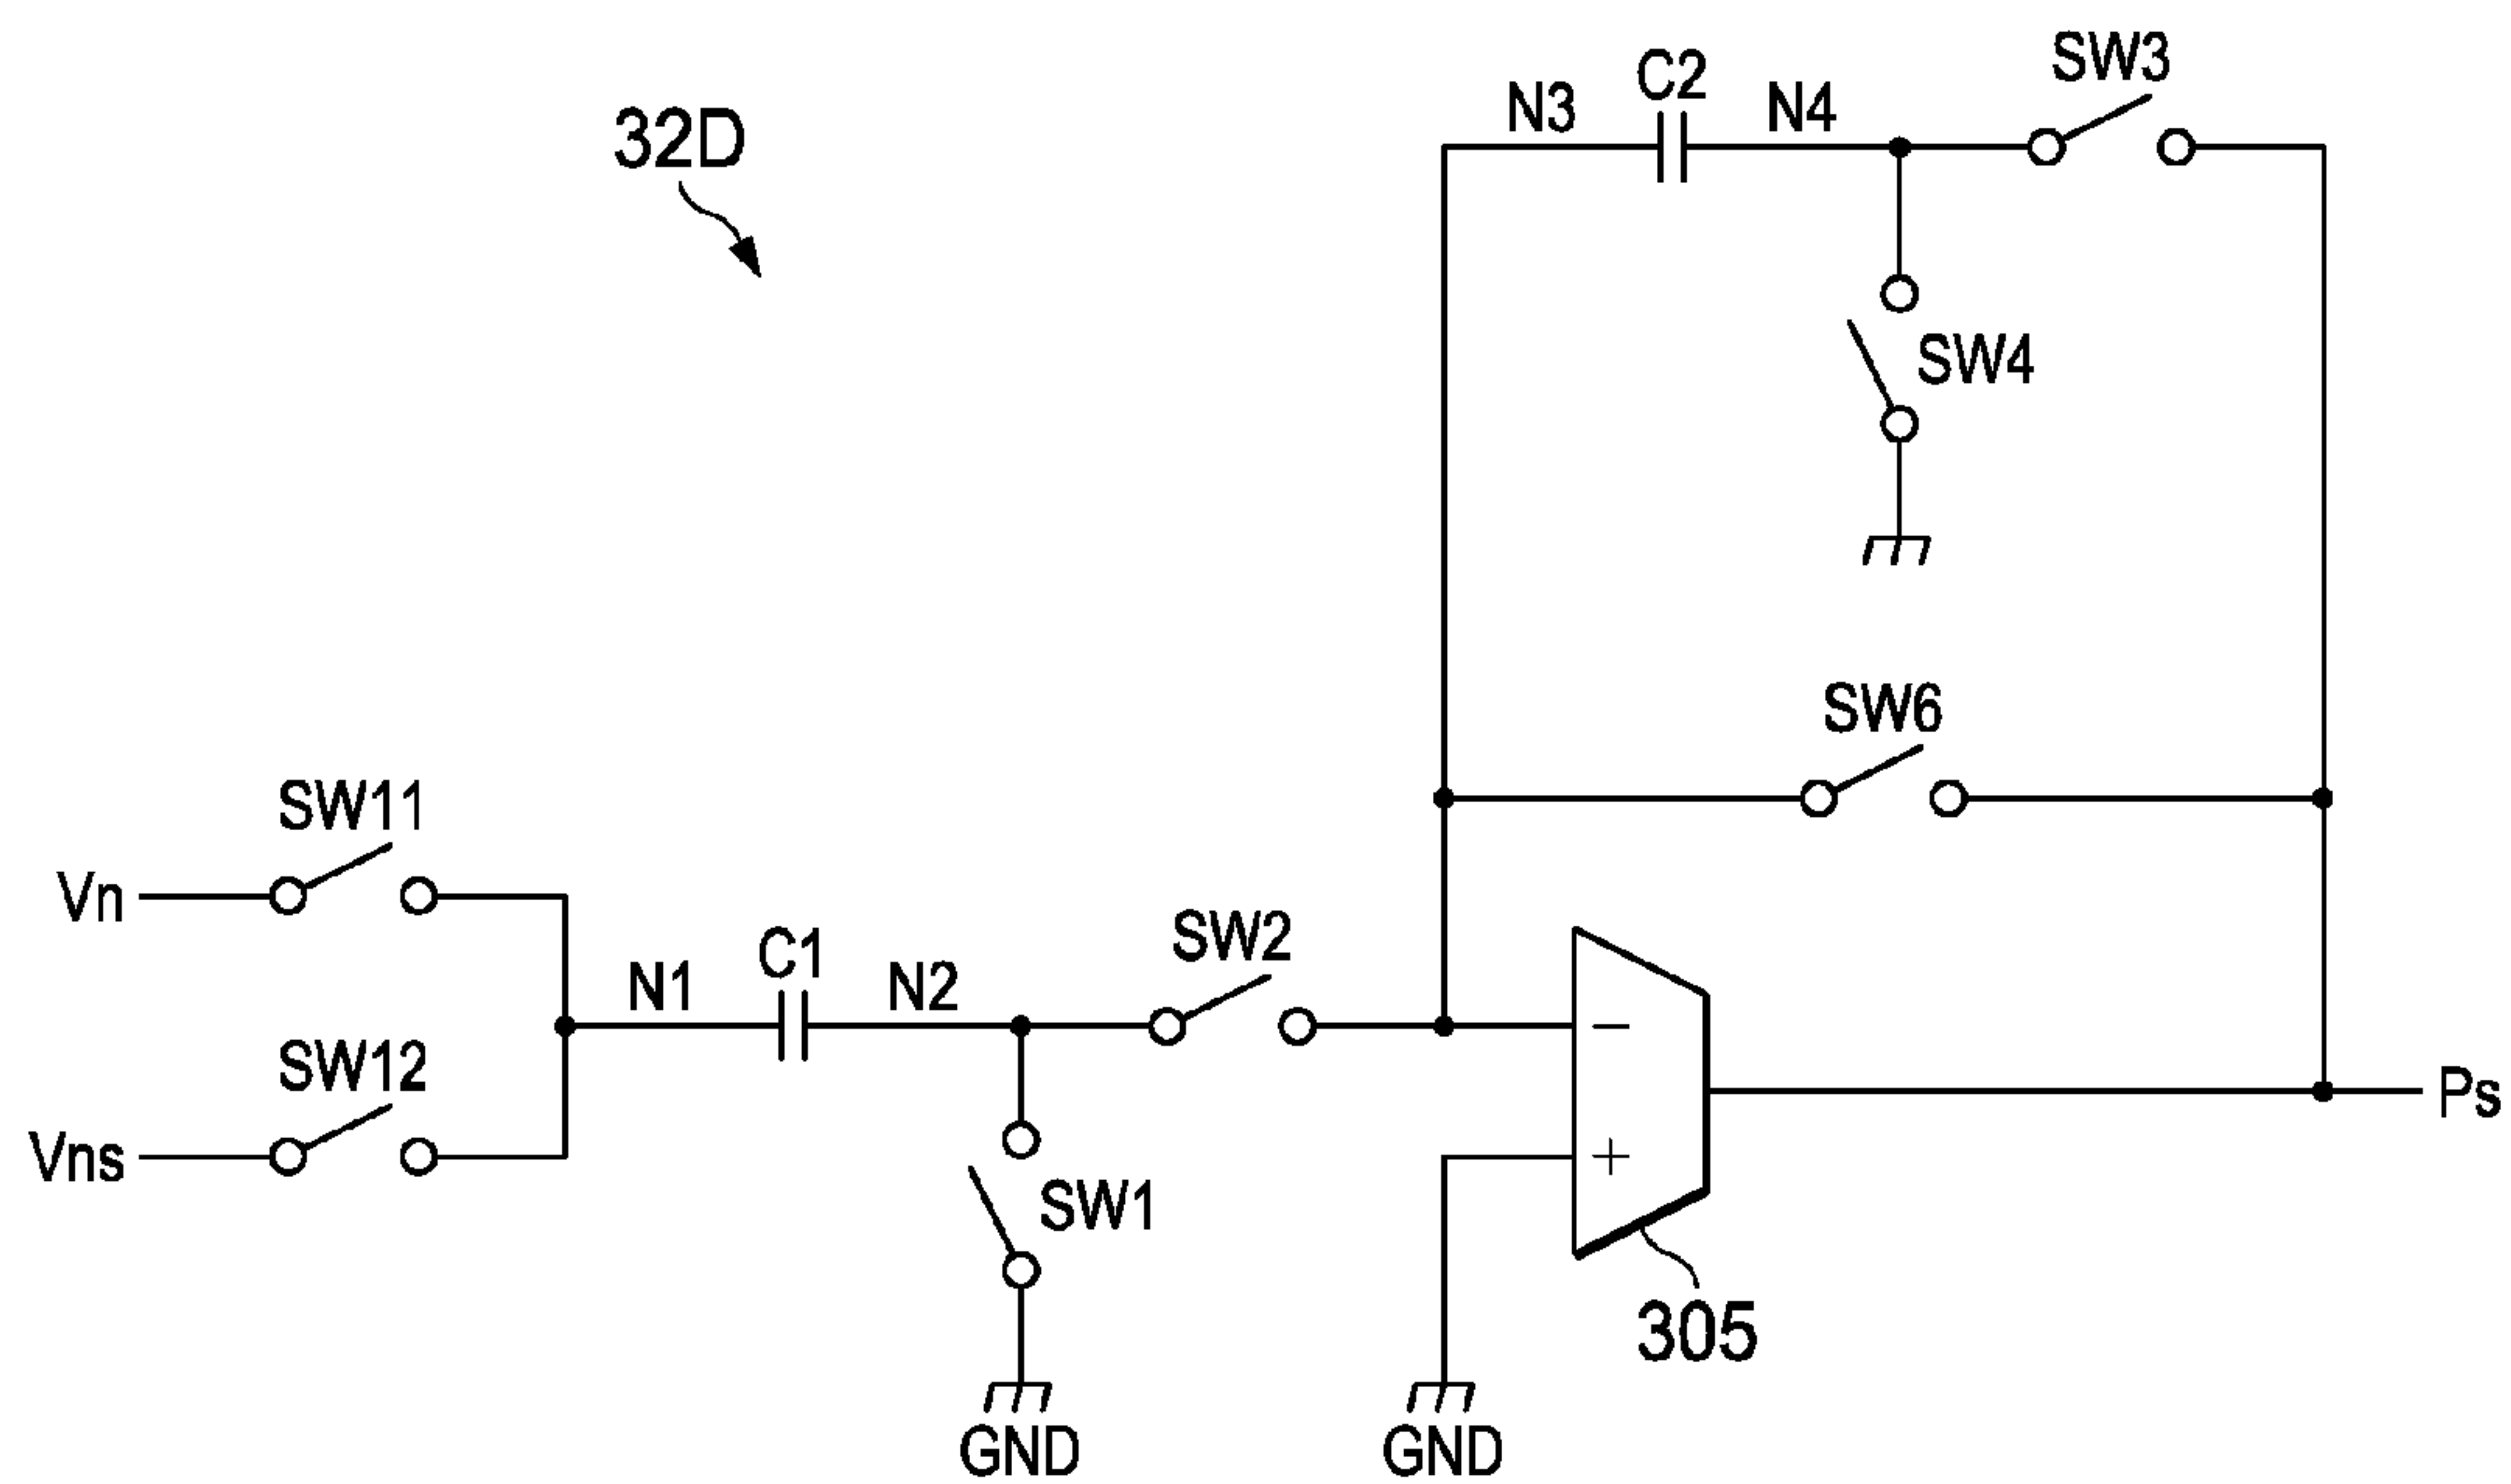 SW3
C2
N3
N4
32D
SW4
SW6
SW11
Vn
SW2
C1
N1
N2
SW12
Ps
Vns
SW1
−
+
305
GND
GND